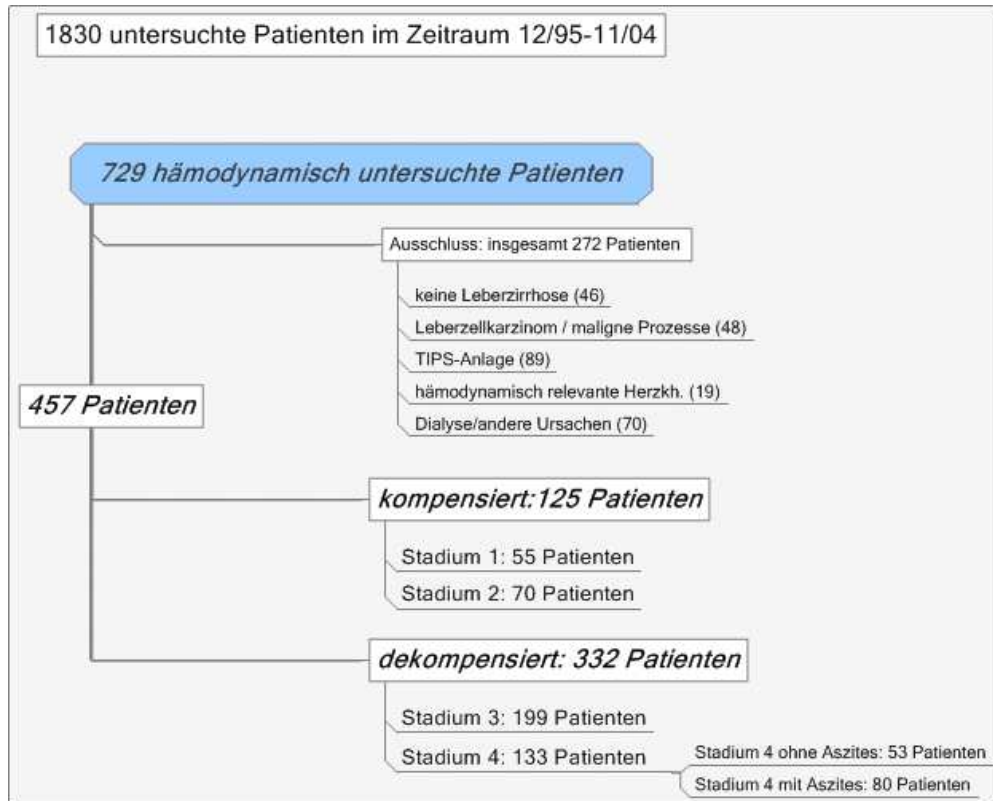 1830 untersuchte Patienten im Zeitraum 12/95-11/04
729 hämodynamisch untersuchte Patienten
Ausschluss: insgesamt 272 Patienten
keine Leberzirrhose (46)
Leberzellkarzinom / maligne Prozesse (48)
TIPS-Anlage (89)
hämodynamisch relevante Herzkh. (19)
Dialyse/andere Ursachen (70)
457 Patienten
kompensiert:125 Patienten
Stadium 1: 55 Patienten
Stadium 2: 70 Patienten
dekompensiert: 332 Patienten
Stadium 3: 199 Patienten
Stadium 4: 133 Patienten
Stadium 4 ohne Aszites: 53 Patienten
Stadium 4 mit Aszites: 80 Patienten